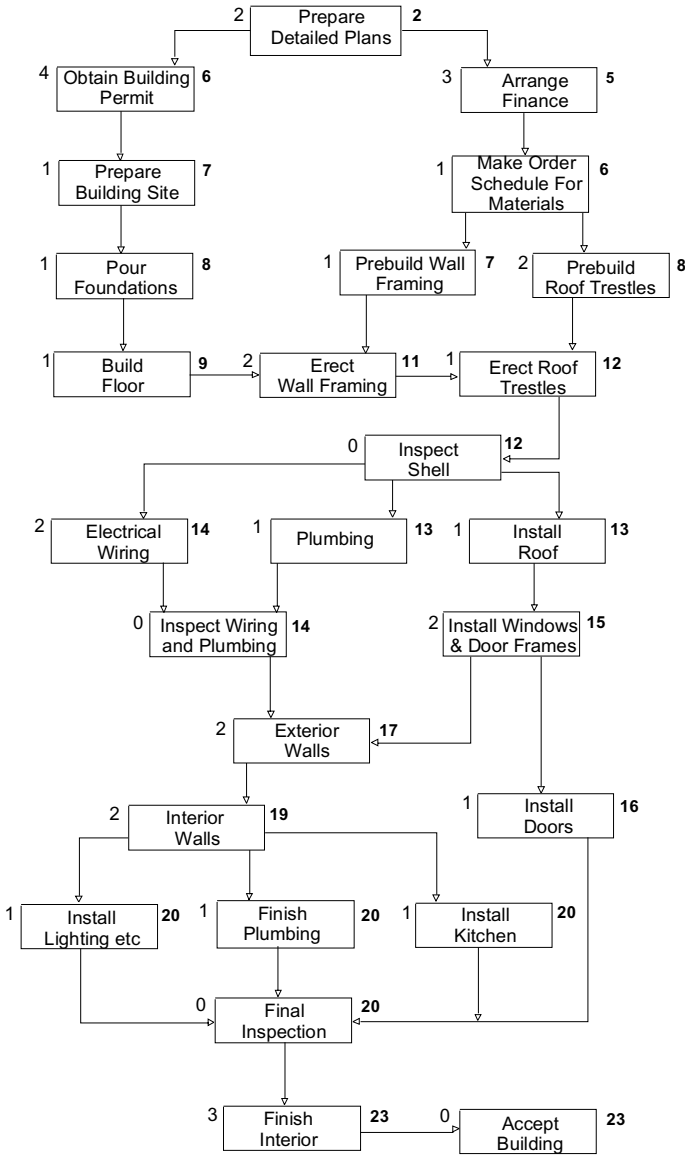 2 Prepare 2
Detailed Plans
4 Obtain Building 6
Permit
3 Arrange 5
Finance
1 Prepare 7
Building Site
1 Make Order 6
Schedule For
Materials
1 Pour 8
Foundations
1 Prebuild Wall 7
Framing
2 Prebuild 8
Roof Trestles
1 Build 9
Floor
2 Erect 11
Wall Framing
1 Erect Roof 12
Trestles
0 Inspect 12
Shell
2 Electrical 14
Wiring
1 Plumbing 13
1 Install 13
Roof
0 Inspect Wiring 14
and Plumbing
2 Install Windows 15
& Door Frames
2 Exterior 17
Walls
2 Interior 19
Walls
1 Install 16
Doors
1 Install 20
Lighting etc
1 Finish 20
Plumbing
1 Install 20
Kitchen
0 Final 20
Inspection
3 Finish 23
Interior
0 Accept 23
Building